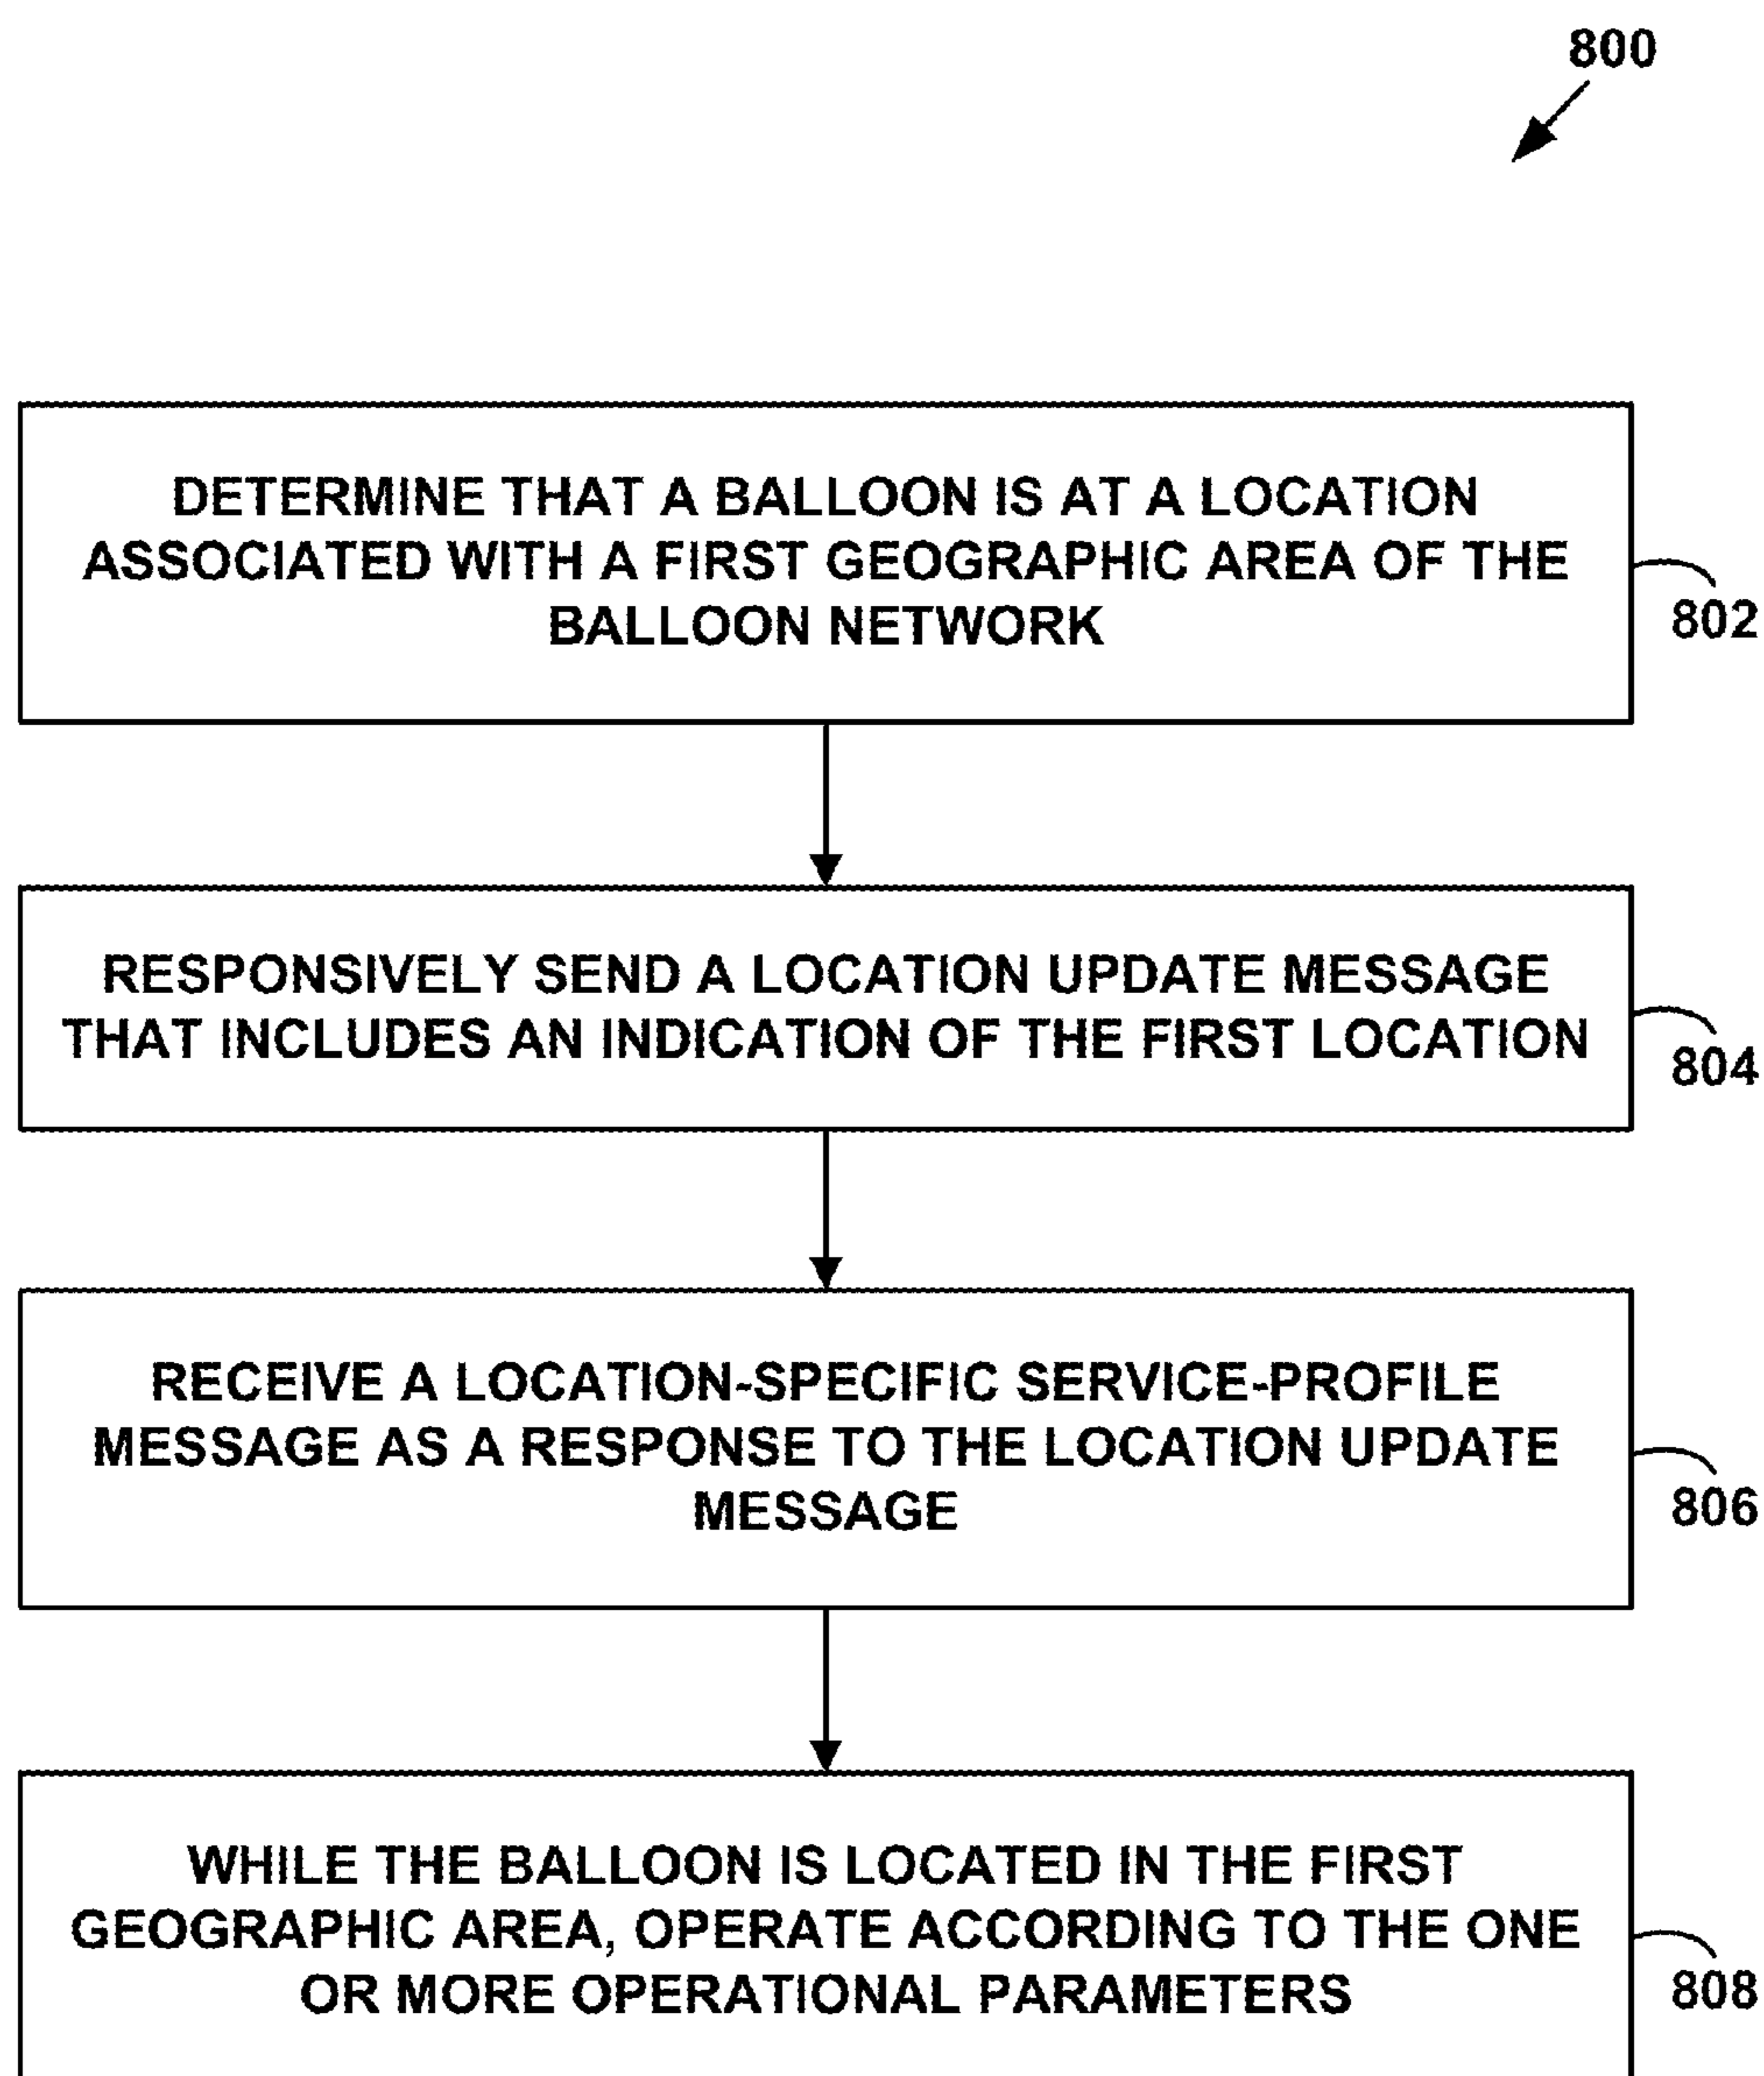 800
DETERMINE THAT A BALLOON IS AT A LOCATION
ASSOCIATED WITH A FIRST GEOGRAPHIC AREA OF THE
BALLOON NETWORK
802
RESPONSIVELY SEND A LOCATION UPDATE MESSAGE
THAT INCLUDES AN INDICATION OF THE FIRST LOCATION
804
RECEIVE A LOCATION-SPECIFIC SERVICE-PROFILE
MESSAGE AS A RESPONSE TO THE LOCATION UPDATE
MESSAGE
806
WHILE THE BALLOON IS LOCATED IN THE FIRST
GEOGRAPHIC AREA, OPERATE ACCORDING TO THE ONE
OR MORE OPERATIONAL PARAMETERS
808